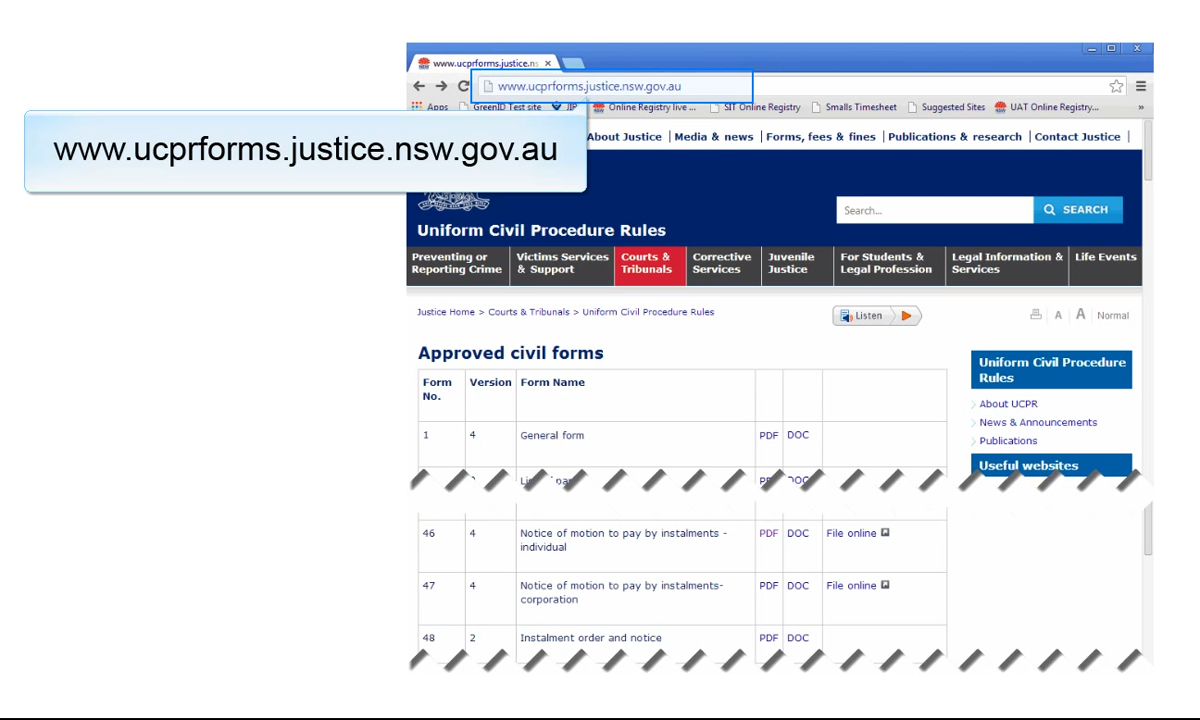 www.ucprforms.justice.ns
www.ucprforms.justice.nsw.gov.au
Apps GreenID Test site JIP Online Registry live ... SIT Online Registry Smalls Timesheet Suggested Sites UAT Online Registry... »
www.ucprforms.justice.nsw.gov.au
About Justice | Media & news | Forms, fees & fines | Publications & research | Contact Justice |
Search... SEARCH
Uniform Civil Procedure Rules
Preventing or Reporting Crime
Victims Services & Support
Courts & Tribunals
Corrective Services
Juvenile Justice
For Students & Legal Profession
Legal Information & Services
Life Events
Justice Home > Courts & Tribunals > Uniform Civil Procedure Rules
Listen
A A Normal
Approved civil forms
Form No. Version Form Name
1 4 General form PDF DOC
46 4 Notice of motion to pay by instalments - PDF DOC File online
individual
47 4 Notice of motion to pay by instalments- PDF DOC File online
corporation
48 2 Instalment order and notice PDF DOC
Uniform Civil Procedure
Rules
About UCPR
News & Announcements
Publications
Useful websites